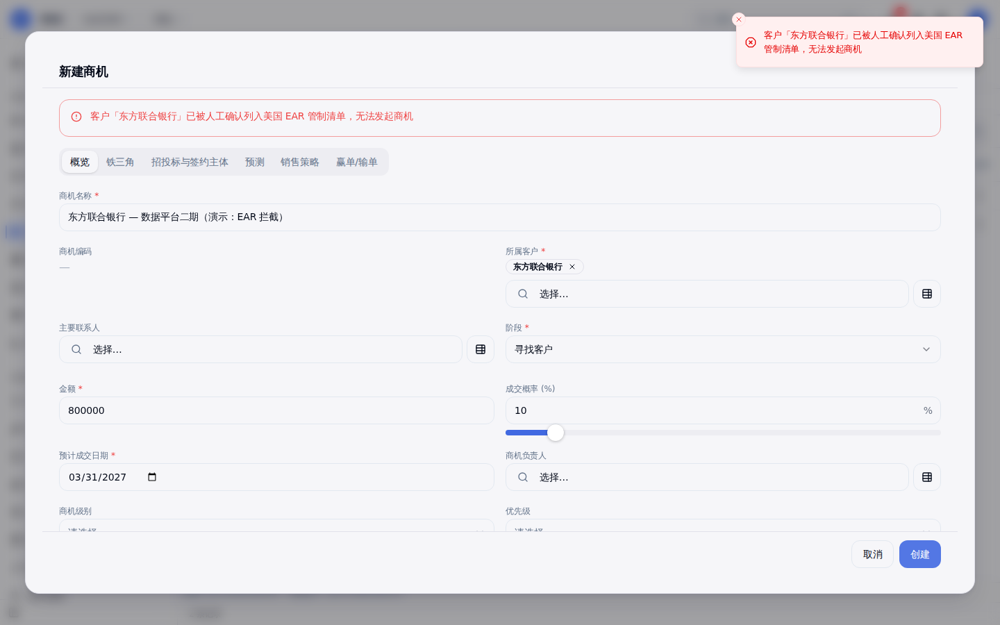 客户「东方联合银行」已被人工确认列入美国 EAR
管制清单，无法发起商机
新建商机
客户「东方联合银行」已被人工确认列入美国 EAR 管制清单，无法发起商机
概览 铁三角 招投标与签约主体 预测 销售策略 赢单/输单
商机名称 *
东方联合银行 — 数据平台二期（演示：EAR 拦截）
商机编码
—
所属客户 *
东方联合银行
选择...
主要联系人
选择...
阶段 *
寻找客户
金额 *
800000
成交概率 (%)
10 %
预计成交日期 *
03/31/2027
商机负责人
选择...
商机级别
请选择
优先级
请选择
取消 创建